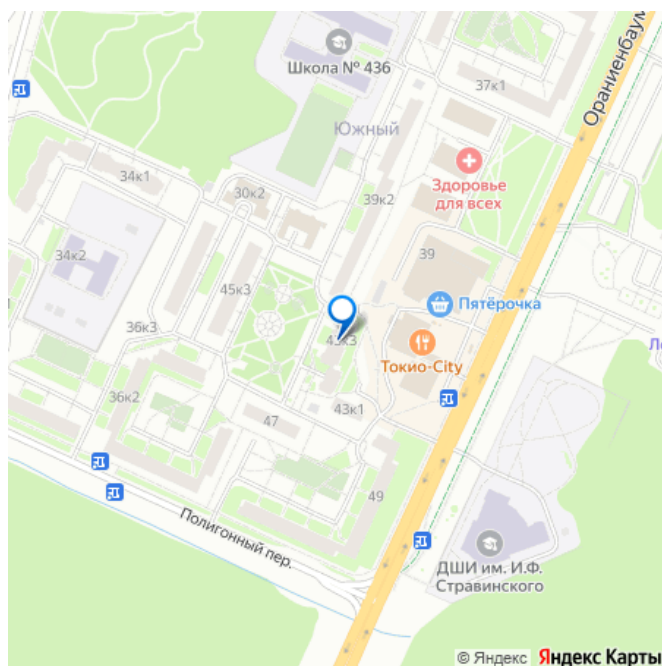 Школа № 436
37к1
Ораниенбаум
Южный
Здоровье
для всех
34к1
30к2
39к2
34к2
39
45к3
Пятёрочка
36к3
43к3
Токио-City
Ло
36к2
43к1
47
49
Полигонный пер.
ДШИ им. И.Ф.
Стравинского
© Яндекс Яндекс Карты